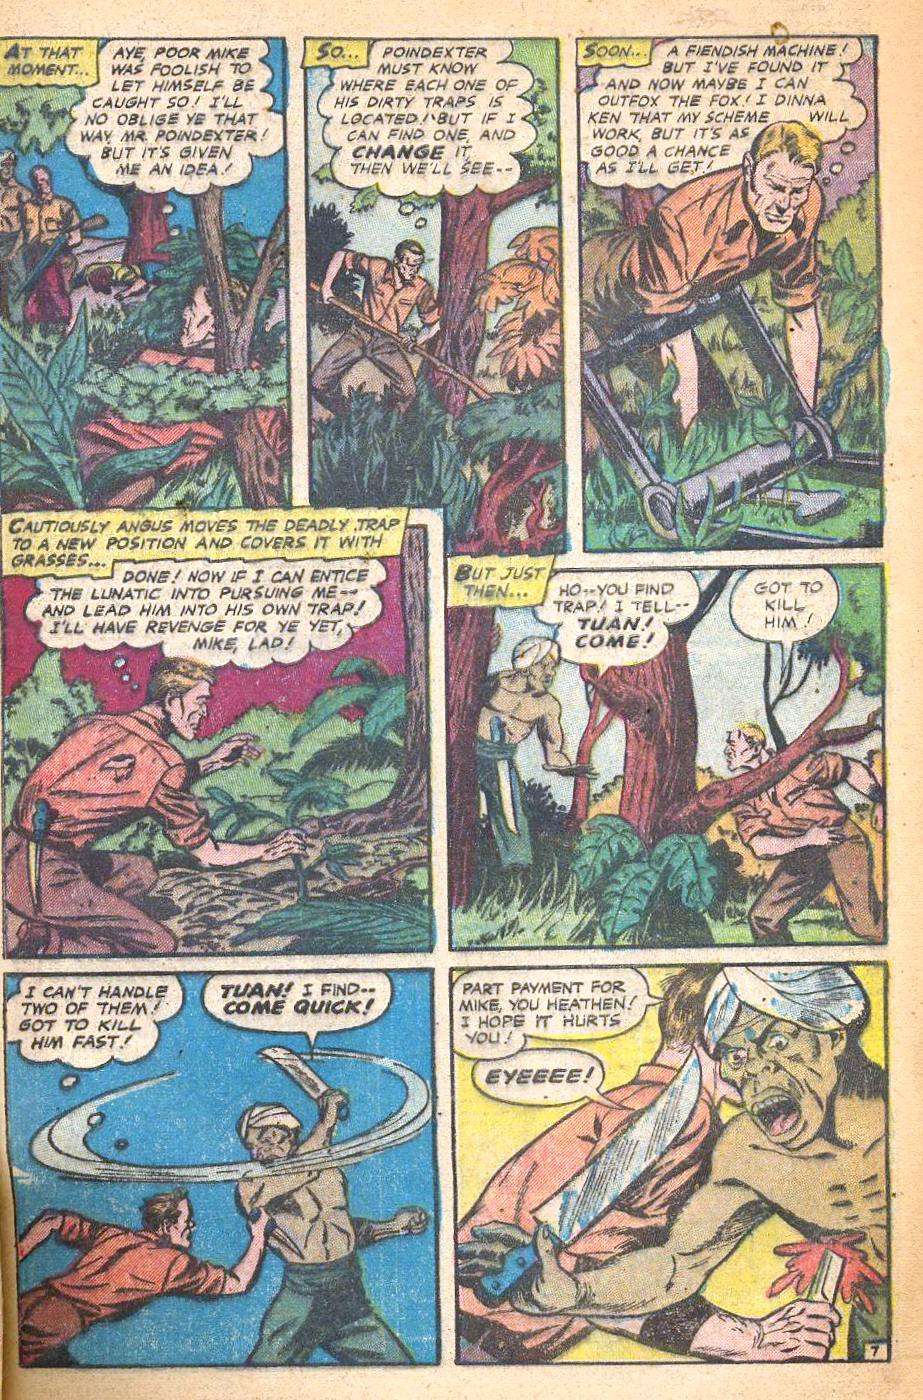 AT THAT
MOMENT...
AYE, POOR MIKE
WAS FOOLISH TO
LET HIMSELF BE
CAUGHT SO! I'LL
NO OBLIGE YE THAT
WAY MR. POINDEXTER!
BUT IT'S GIVEN
ME AN IDEA!
SO...
POINDEXTER
MUST KNOW
WHERE EACH ONE OF
HIS DIRTY TRAPS IS
LOCATED! BUT IF I
CAN FIND ONE, AND
CHANGE IT,
THEN WE'LL SEE--
SOON...
A FIENDISH MACHINE!
BUT I'VE FOUND IT
AND NOW MAYBE I CAN
OUTFOX THE FOX! I DINNA
KEN THAT MY SCHEME WILL
WORK, BUT IT'S AS
GOOD A CHANCE
AS I'LL GET!
CAUTIOUSLY ANGUS MOVES THE DEADLY TRAP
TO A NEW POSITION AND COVERS IT WITH
GRASSES...
DONE! NOW IF I CAN ENTICE
THE LUNATIC INTO PURSUING ME--
AND LEAD HIM INTO HIS OWN TRAP!
I'LL HAVE REVENGE FOR YE YET,
MIKE, LAD!
BUT JUST
THEN...
HO--YOU FIND
TRAP! I TELL--
TUAN!
COME!
GOT TO
KILL
HIM!
I CAN'T HANDLE
TWO OF THEM!
GOT TO KILL
HIM FAST!
TUAN! I FIND--
COME QUICK!
PART PAYMENT FOR
MIKE, YOU HEATHEN!
I HOPE IT HURTS
YOU!
EYEEEE!
7